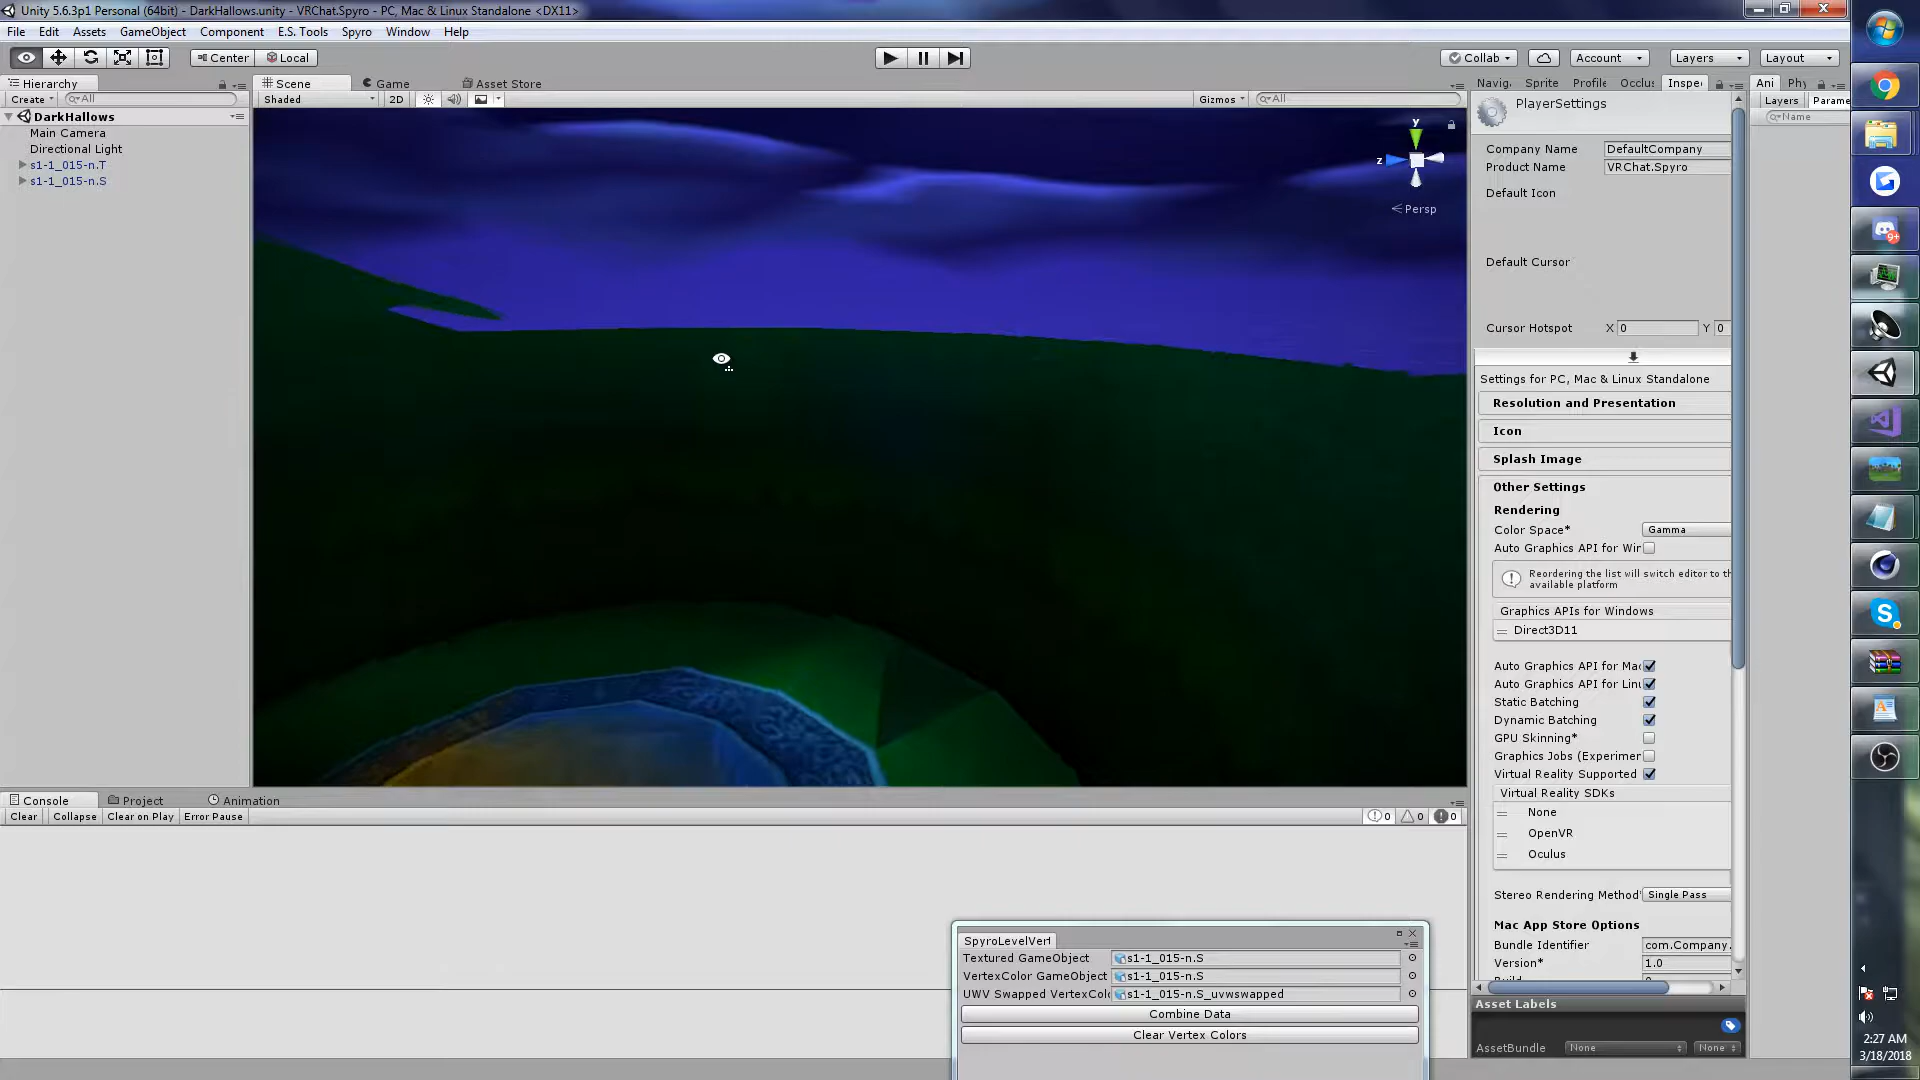 Unity 5.6.3p1 Personal (64bit) - DarkHallows.unity - VRChat.Spyro - PC, Mac & Linux Standalone <DX11>
File Edit Assets GameObject Component E.S. Tools Spyro Window Help
Center Local Collab Account Layers Layout
Hierarchy Scene Game Asset Store Navig Sprite Profile Occlu Inspe Ani Phy
Create All Shaded 2D Gizmos All PlayerSettings Layers Parame
DarkHallows Name
Main Camera
Directional Light
s1-1_015-n.T
s1-1_015-n.S
y
z
Persp
Company Name DefaultCompany
Product Name VRChat.Spyro
Default Icon
Default Cursor
Cursor Hotspot X 0 Y 0
Settings for PC, Mac & Linux Standalone
Resolution and Presentation
Icon
Splash Image
Other Settings
Rendering
Color Space* Gamma
Auto Graphics API for Win
Reordering the list will switch editor to th
available platform
Graphics APIs for Windows
Direct3D11
Auto Graphics API for Mac
Auto Graphics API for Linu
Static Batching
Dynamic Batching
GPU Skinning*
Graphics Jobs (Experimen
Virtual Reality Supported
Virtual Reality SDKs
None
OpenVR
Oculus
Stereo Rendering Method* Single Pass
Mac App Store Options
Bundle Identifier com.Company.
Version* 1.0
Asset Labels
AssetBundle None None
Console Project Animation
Clear Collapse Clear on Play Error Pause 0 0 0
SpyroLevelVert
Textured GameObject s1-1_015-n.S
VertexColor GameObject s1-1_015-n.S
UWV Swapped VertexColo s1-1_015-n.S_uvwswapped
Combine Data
Clear Vertex Colors
9+
2:27 AM
3/18/2018